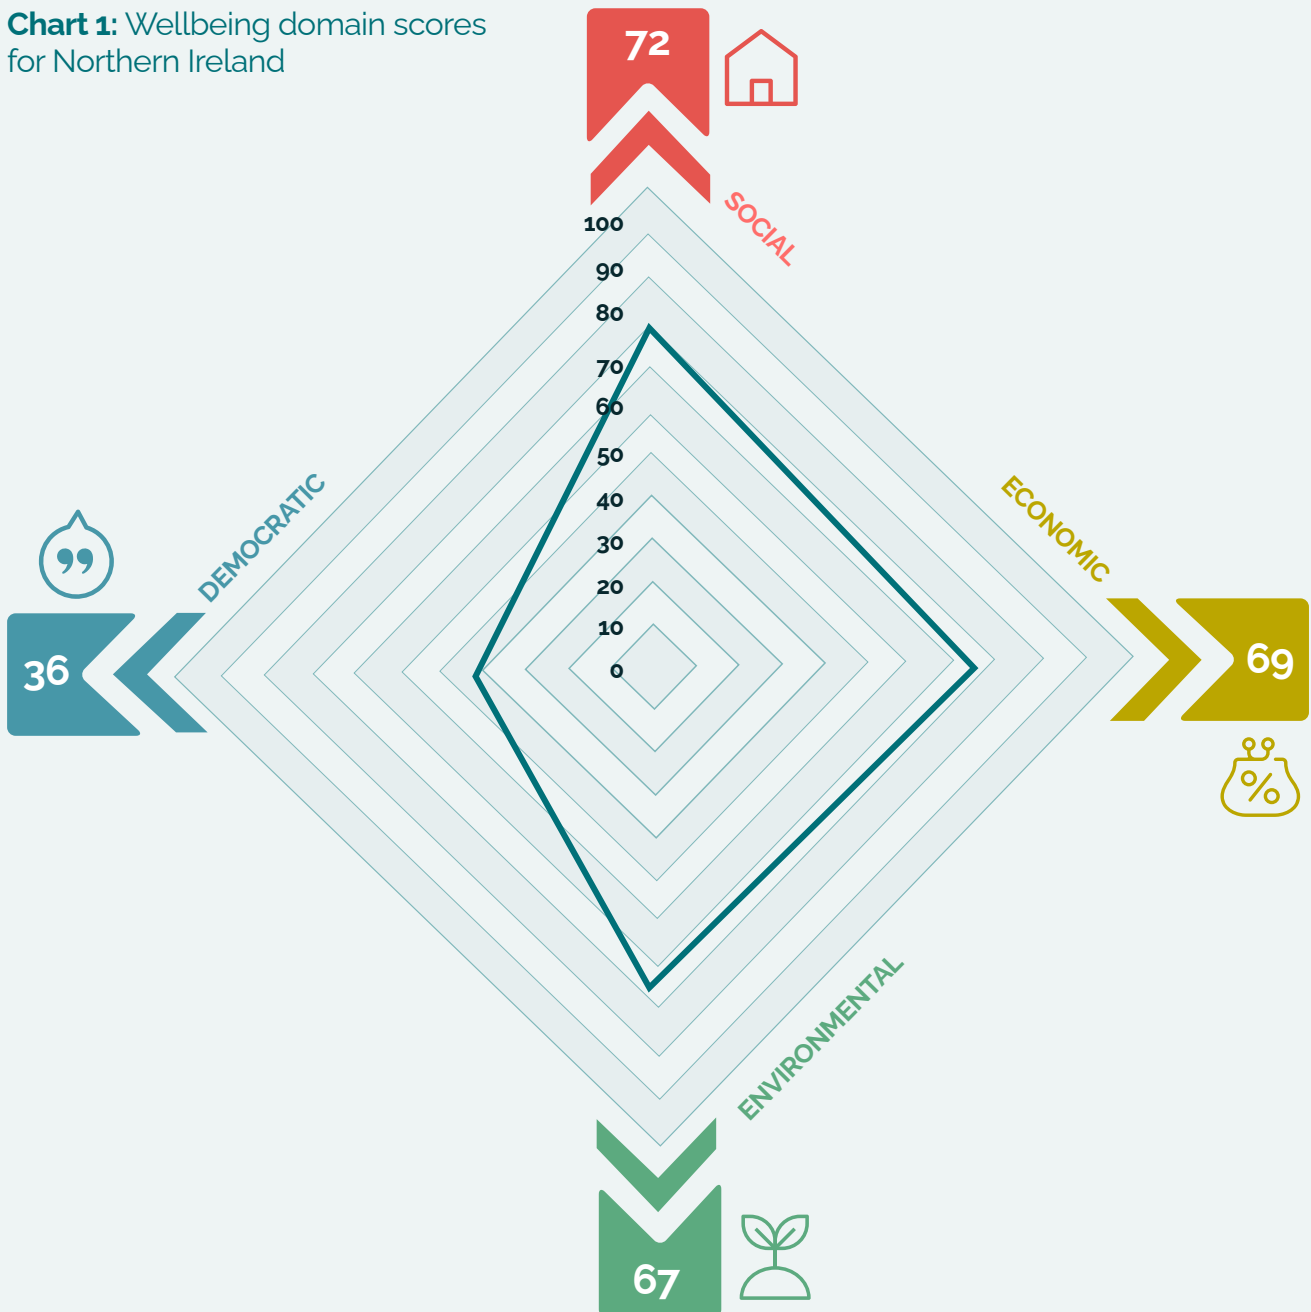 Chart 1: Wellbeing domain scores
for Northern Ireland
72
SOCIAL
100
90
80
70
60
50
40
30
20
10
0
ECONOMIC
69
%
DEMOCRATIC
36
ENVIRONMENTAL
67